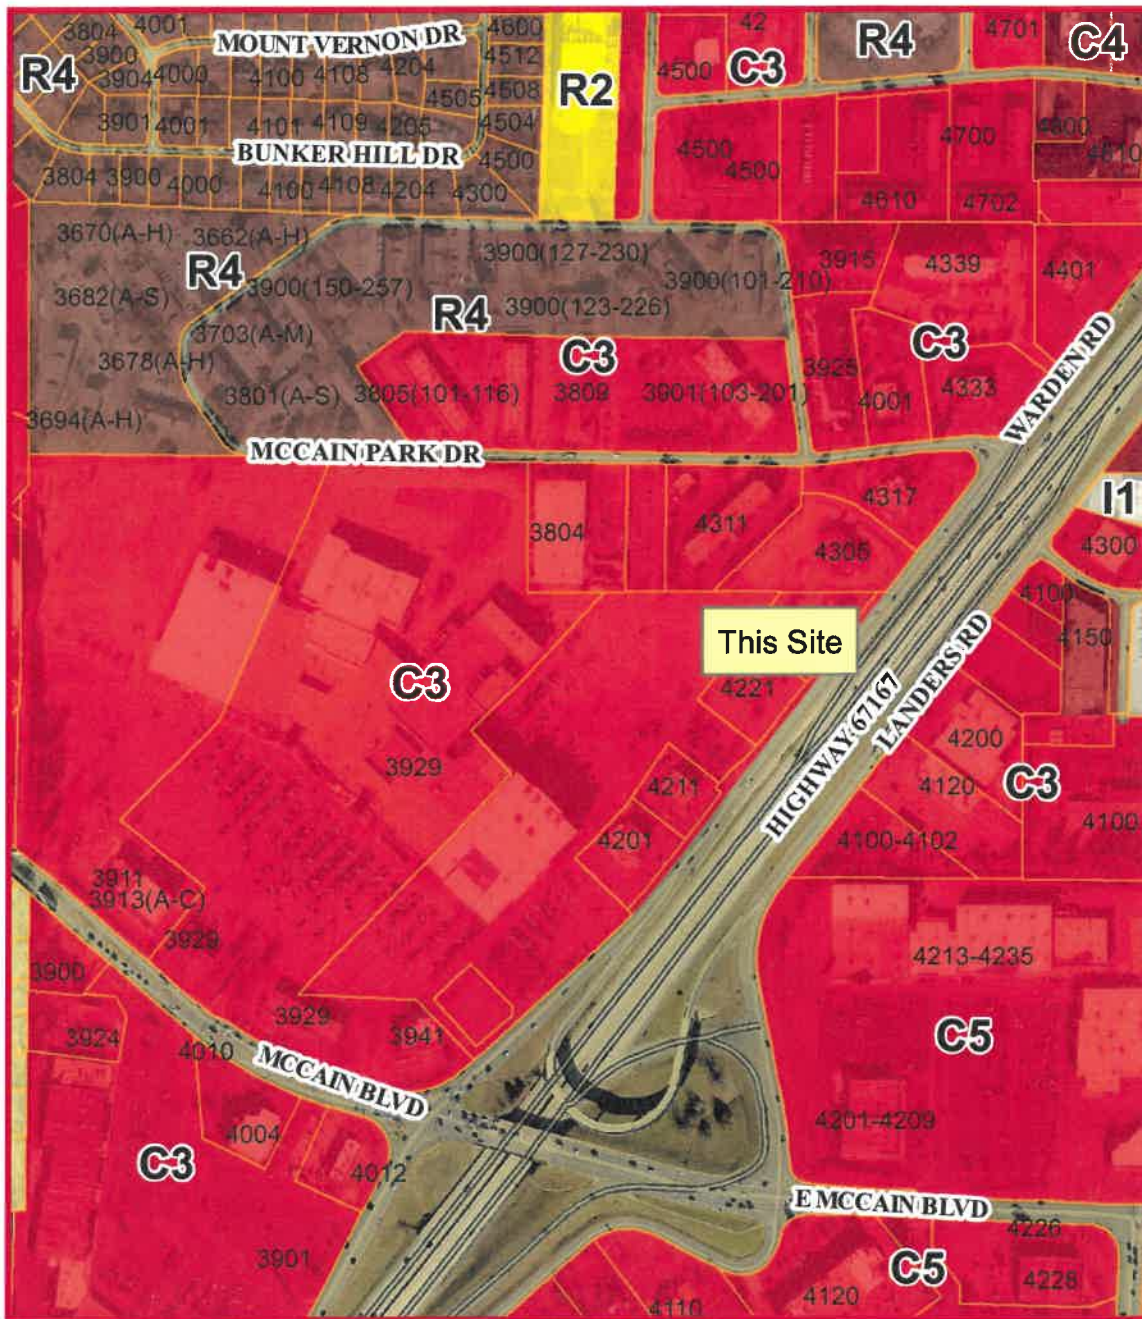 4001
3804
MOUNT VERNON DR
4600
42
4701
R4
3900
4512
R4
C4
3904
4000
4100
4108
4204
R2
4500
C3
4505
4508
3901
4001
4101
4109
4205
4504
4700
4800
BUNKER HILL DR
4500
4500
4500
4610
3804
3900
4000
4100
4108
4204
4300
4610
4702
3670(A-H)
3662(A-H)
3900(127-230)
3915
4339
4401
R4
3900(150-257)
3900(101-210)
3682(A-S)
3900(123-226)
R4
3703(A-M)
C3
C3
3678(A-H)
3925
WARDEN RD
3801(A-S)
3805(101-116)
3809
3901(103-201)
4001
4333
3694(A-H)
MCCAIN PARK DR
4317
I1
3804
4311
4305
4300
4100
4150
This Site
C3
4221
HIGHWAY 67167
LANDERS RD
4200
3929
4211
4120
C3
4201
4100-4102
4100
3911
3913(A-C)
3929
4213-4235
3900
3929
3924
4010
3941
C5
MCCAIN BLVD
4004
4201-4209
C3
4012
E MCCAIN BLVD
4226
3901
C5
4228
4110
4120